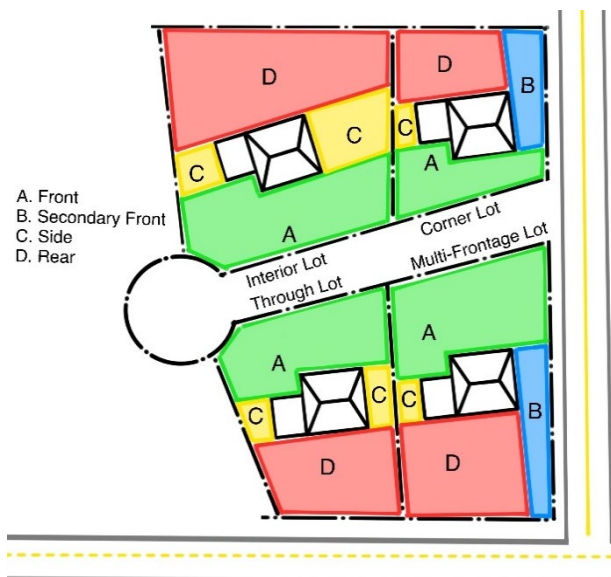 D
D
B
C
C
C
A
A
A. Front
B. Secondary Front
C. Side
D. Rear
Corner Lot
Interior Lot
Multi-Frontage Lot
Through Lot
A
A
C
C
C
B
D
D